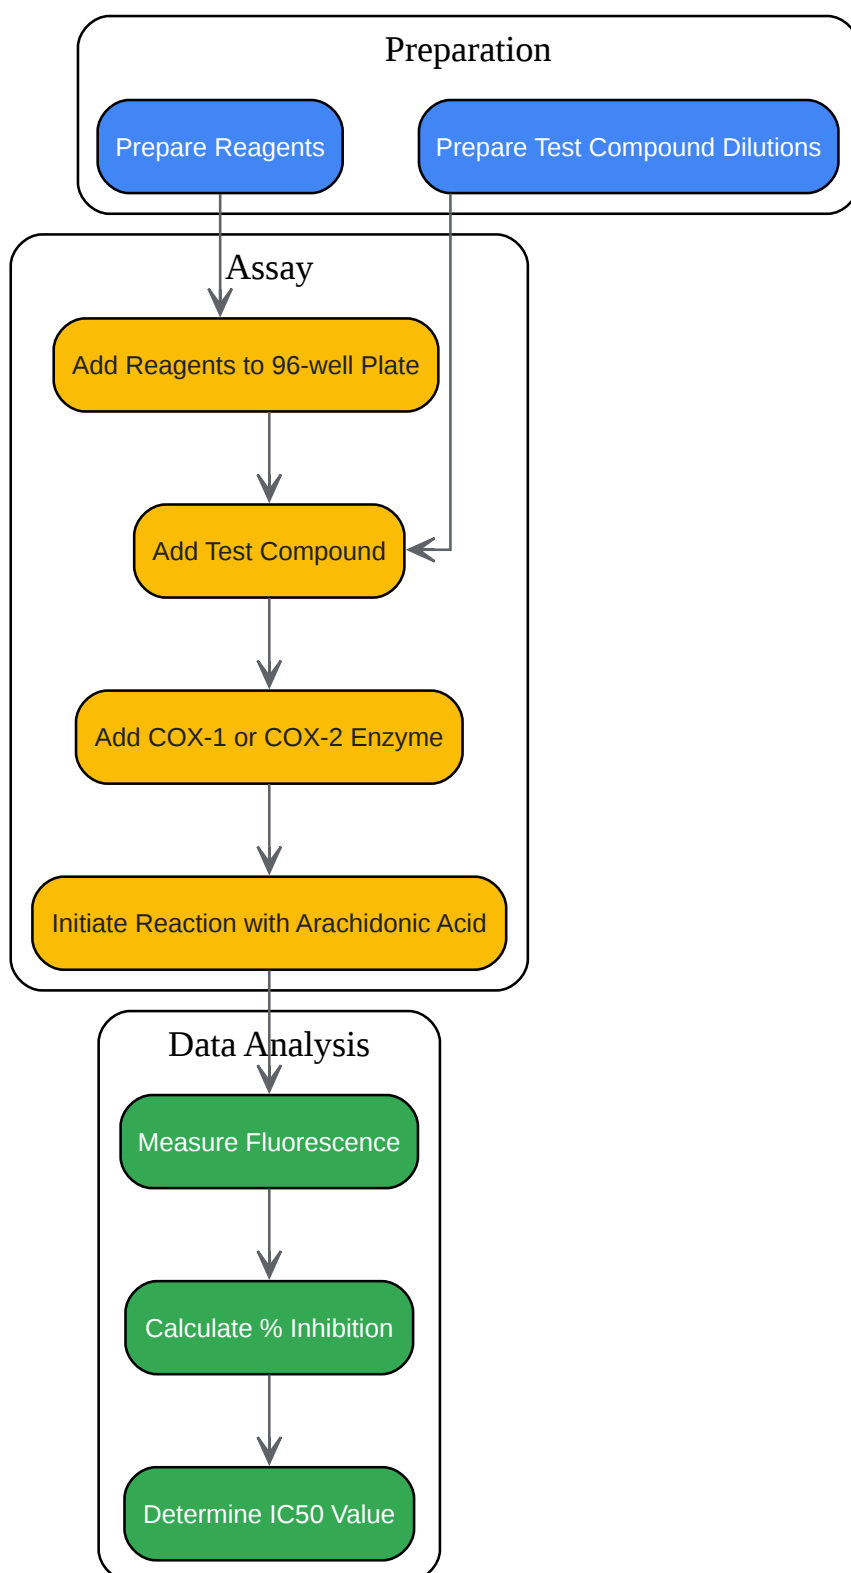 Preparation
Prepare Reagents
Prepare Test Compound Dilutions
Assay
Add Reagents to 96-well Plate
Add Test Compound
Add COX-1 or COX-2 Enzyme
Initiate Reaction with Arachidonic Acid
Data Analysis
Measure Fluorescence
Calculate % Inhibition
Determine IC50 Value